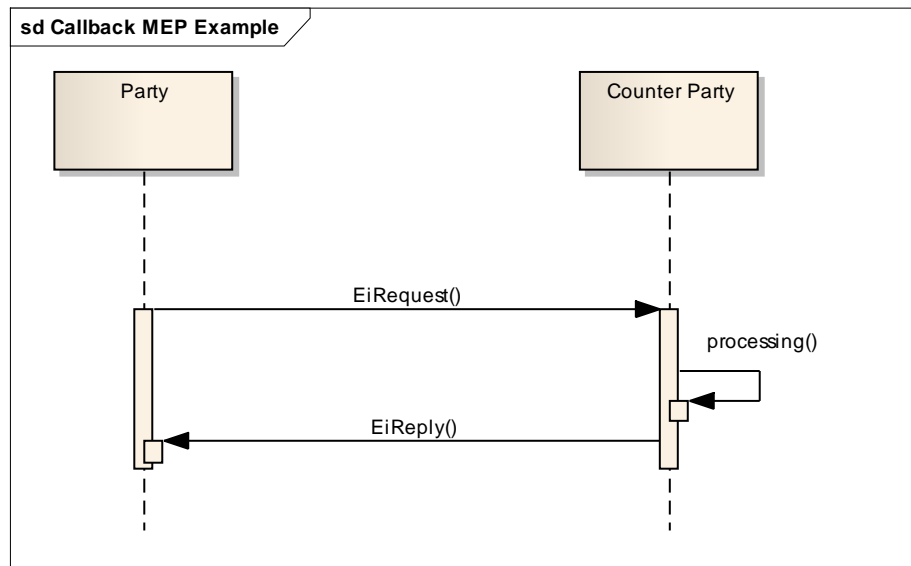 sd Callback MEP Example
Party
Counter Party
EiRequest()
processing()
EiReply()